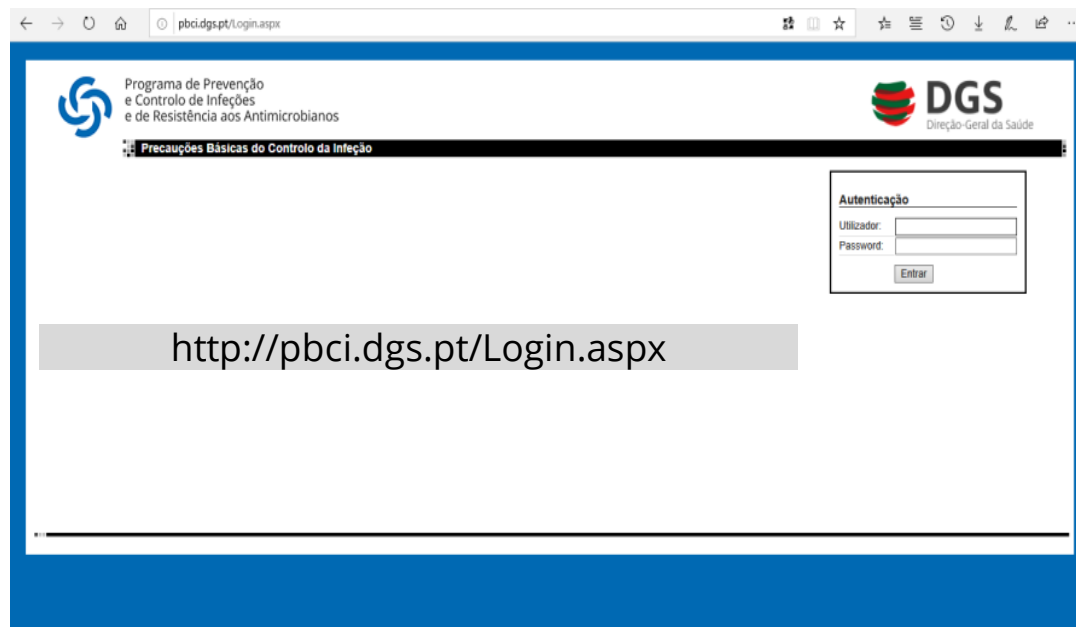 pbci.dgs.pt/Login.aspx
Programa de Prevenção
e Controlo de Infeções
e de Resistência aos Antimicrobianos
DGS
Direção-Geral da Saúde
Precauções Básicas do Controlo da Infeção
Autenticação
Utilizador:
Password:
Entrar
http://pbci.dgs.pt/Login.aspx